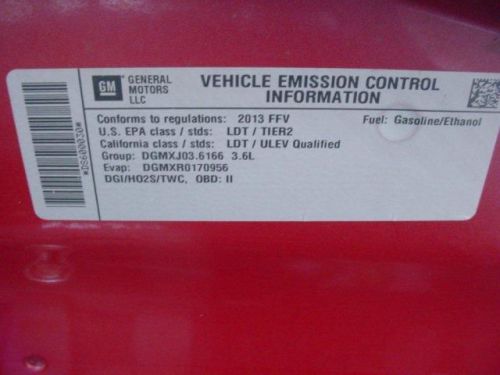 GM
GENERAL
MOTORS
LLC
VEHICLE EMISSION CONTROL
INFORMATION
Conforms to regulations: 2013 FFV
Fuel: Gasoline/Ethanol
U.S. EPA class / stds: LDT / TIER2
California class / stds: LDT / ULEV Qualified
Group: DGMXJ03.6166 3.6L
Evap: DGMXR0170956
DGI/HO2S/TWC, OBD: II